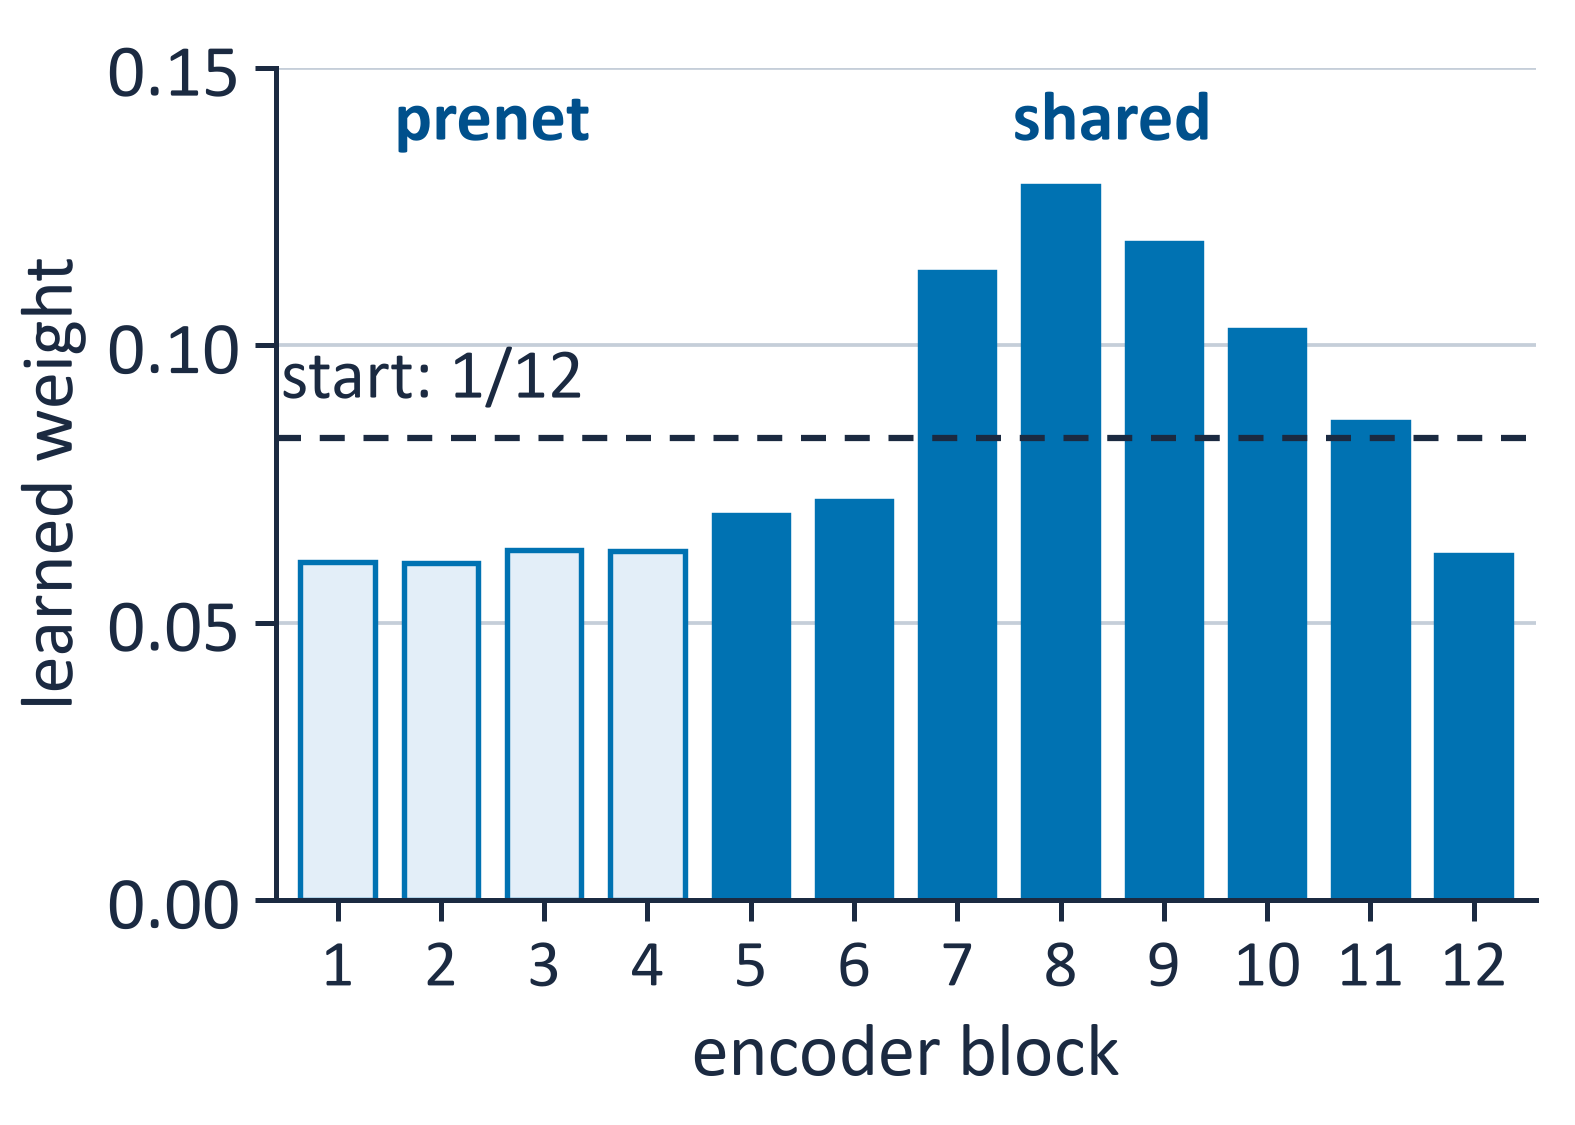 0.15
prenet
shared
learned weight
0.10
start: 1/12
0.05
0.00
1 2 3 4 5 6 7 8 9 10 11 12
encoder block